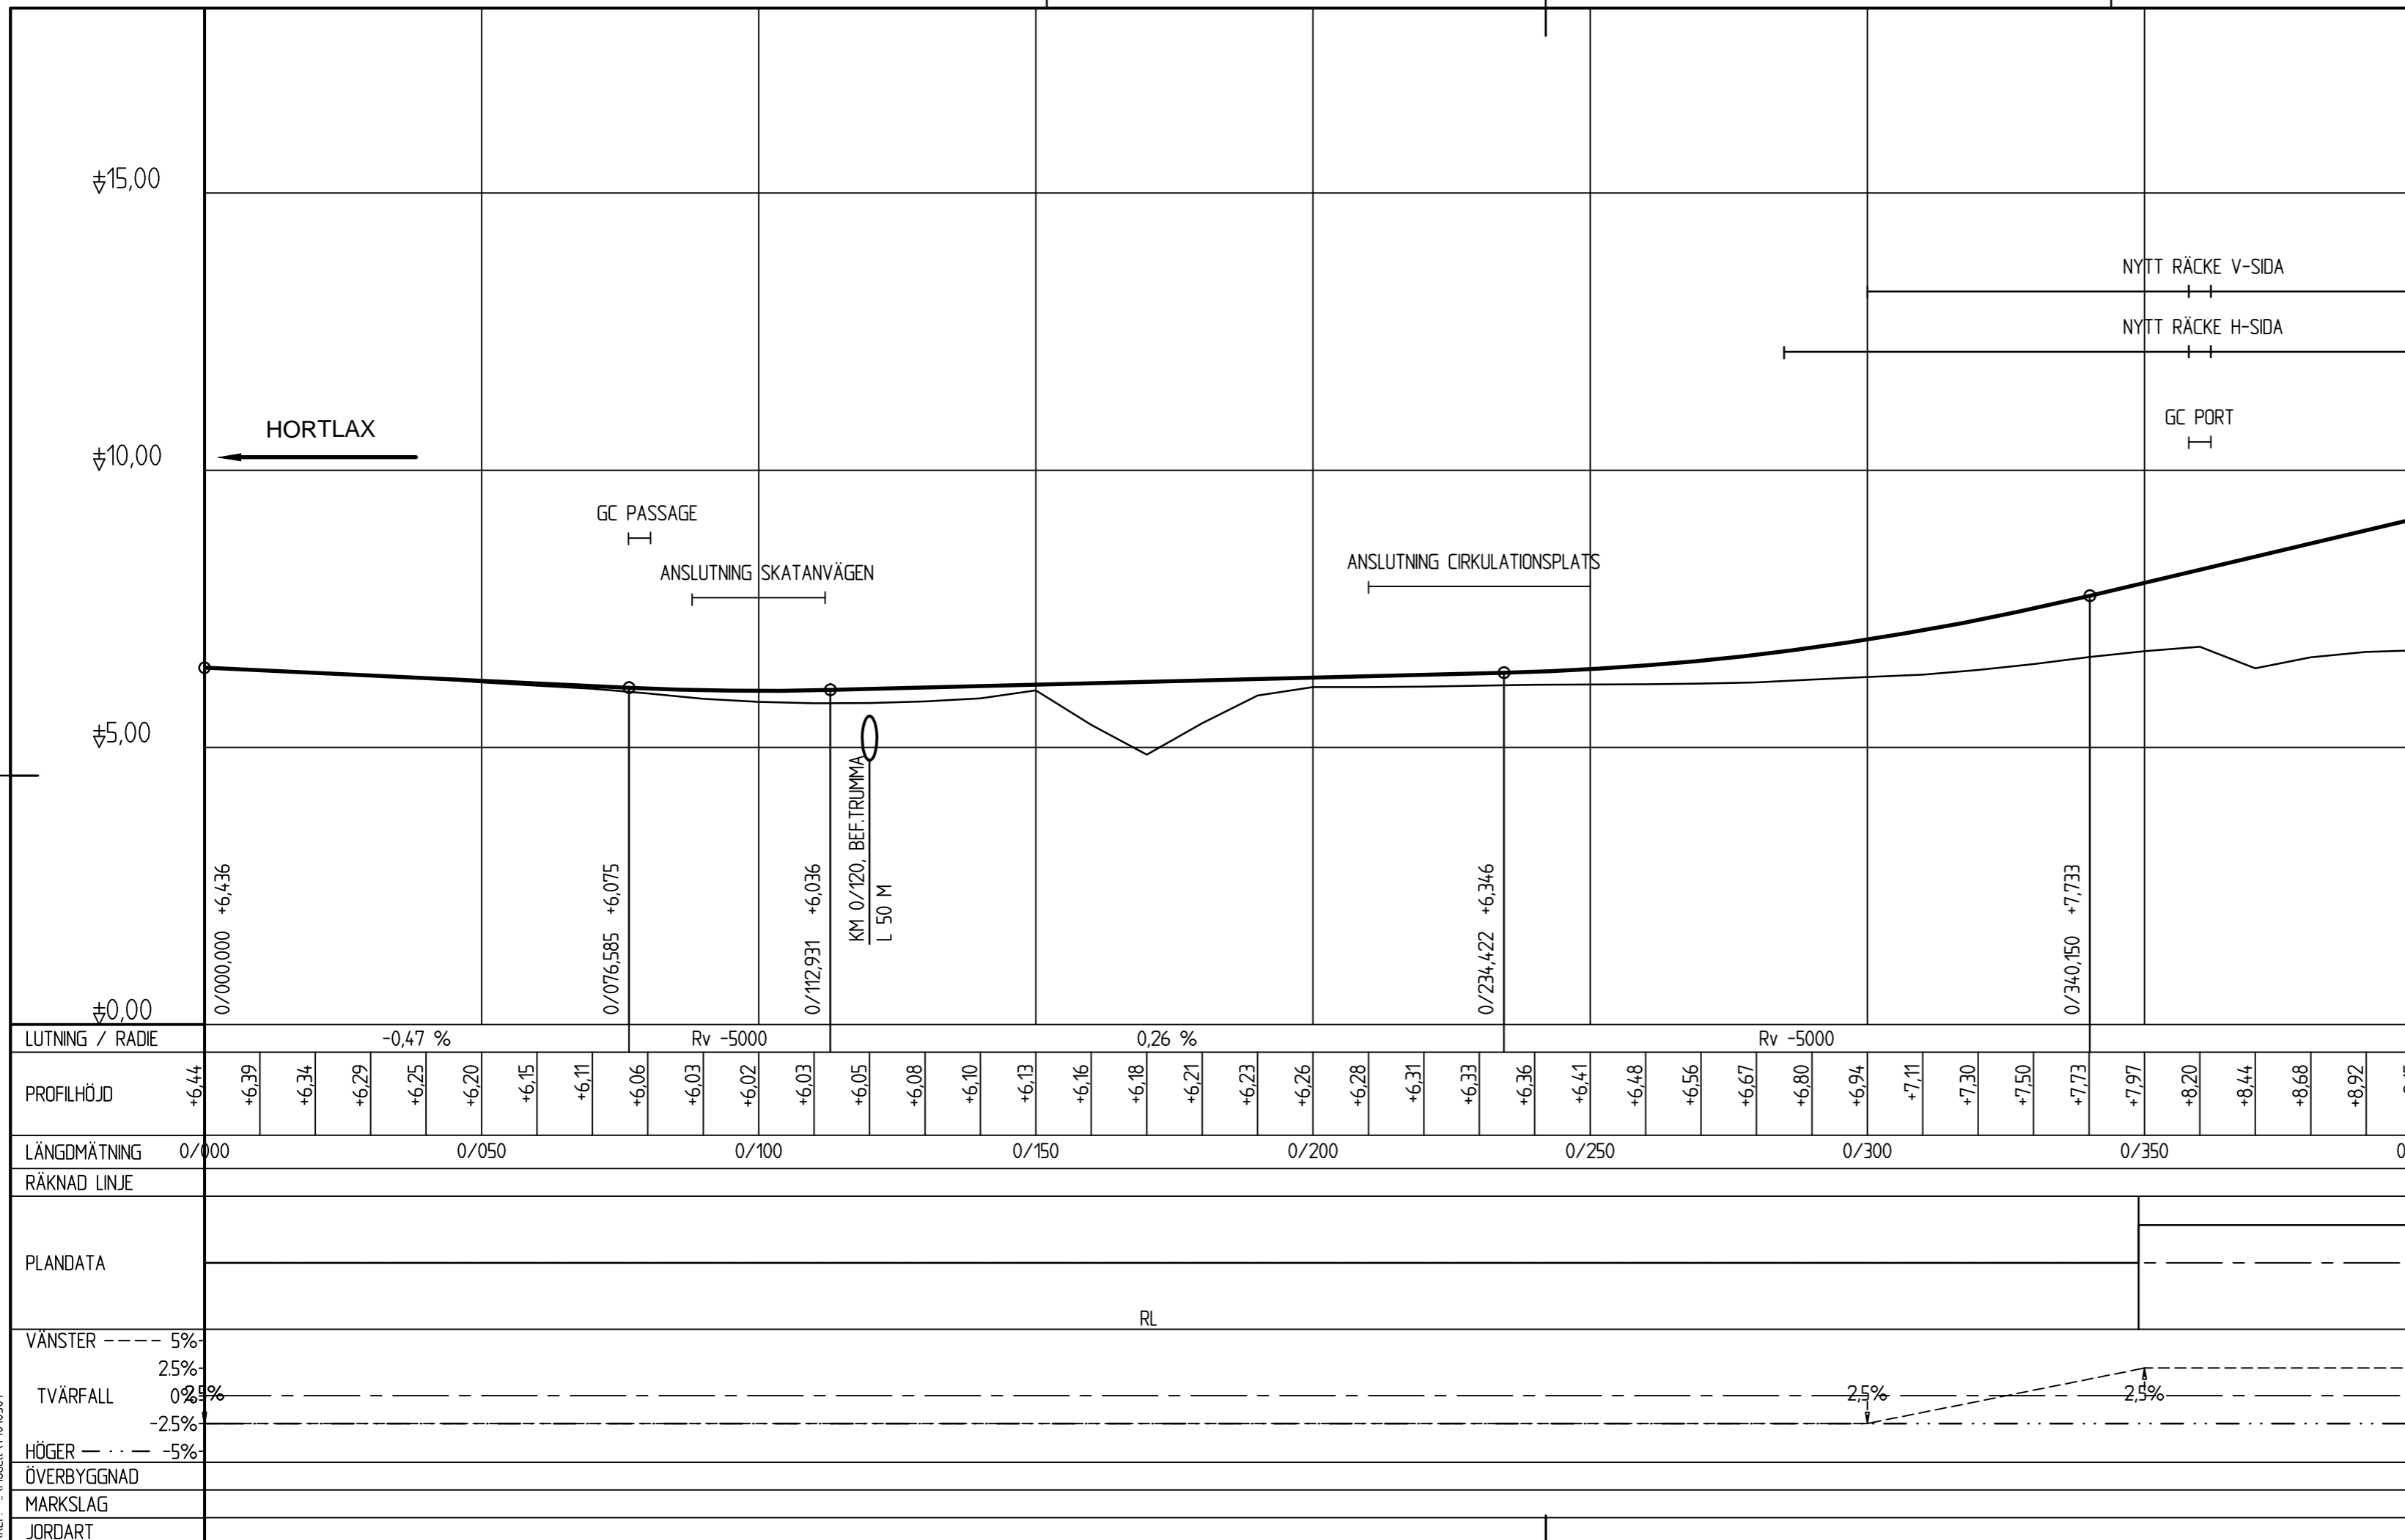 ±15,00
NYTT RÄCKE V-SIDA
NYTT RÄCKE H-SIDA
GC PORT
HORTLAX
±10,00
GC PASSAGE
ANSLUTNING SKATANVÄGEN
ANSLUTNING CIRKULATIONSPLATS
±5,00
KM 0/120, BEF.TRUMMA
L 50 M
0/000,000 +6,436
0/076,585 +6,075
0/112,931 +6,036
0/234,422 +6,346
0/340,150 +7,733
±0,00
LUTNING / RADIE -0,47 % Rv -5000 0,26 % Rv -5000
PROFILHÖJD +6,44 +6,39 +6,34 +6,29 +6,25 +6,20 +6,15 +6,11 +6,06 +6,03 +6,02 +6,03 +6,05 +6,08 +6,10 +6,13 +6,16 +6,18 +6,21 +6,23 +6,26 +6,28 +6,31 +6,33 +6,36 +6,41 +6,48 +6,56 +6,67 +6,80 +6,94 +7,11 +7,30 +7,50 +7,73 +7,97 +8,20 +8,44 +8,68 +8,92
LÄNGDMÄTNING 0/000 0/050 0/100 0/150 0/200 0/250 0/300 0/350
RÄKNAD LINJE
PLANDATA
RL
VÄNSTER 5%
2.5%
TVÄRFALL 0% 2,5% 2,5% 2,5%
-2.5%
HÖGER -5%
ÖVERBYGGNAD
MARKSLAG
JORDART